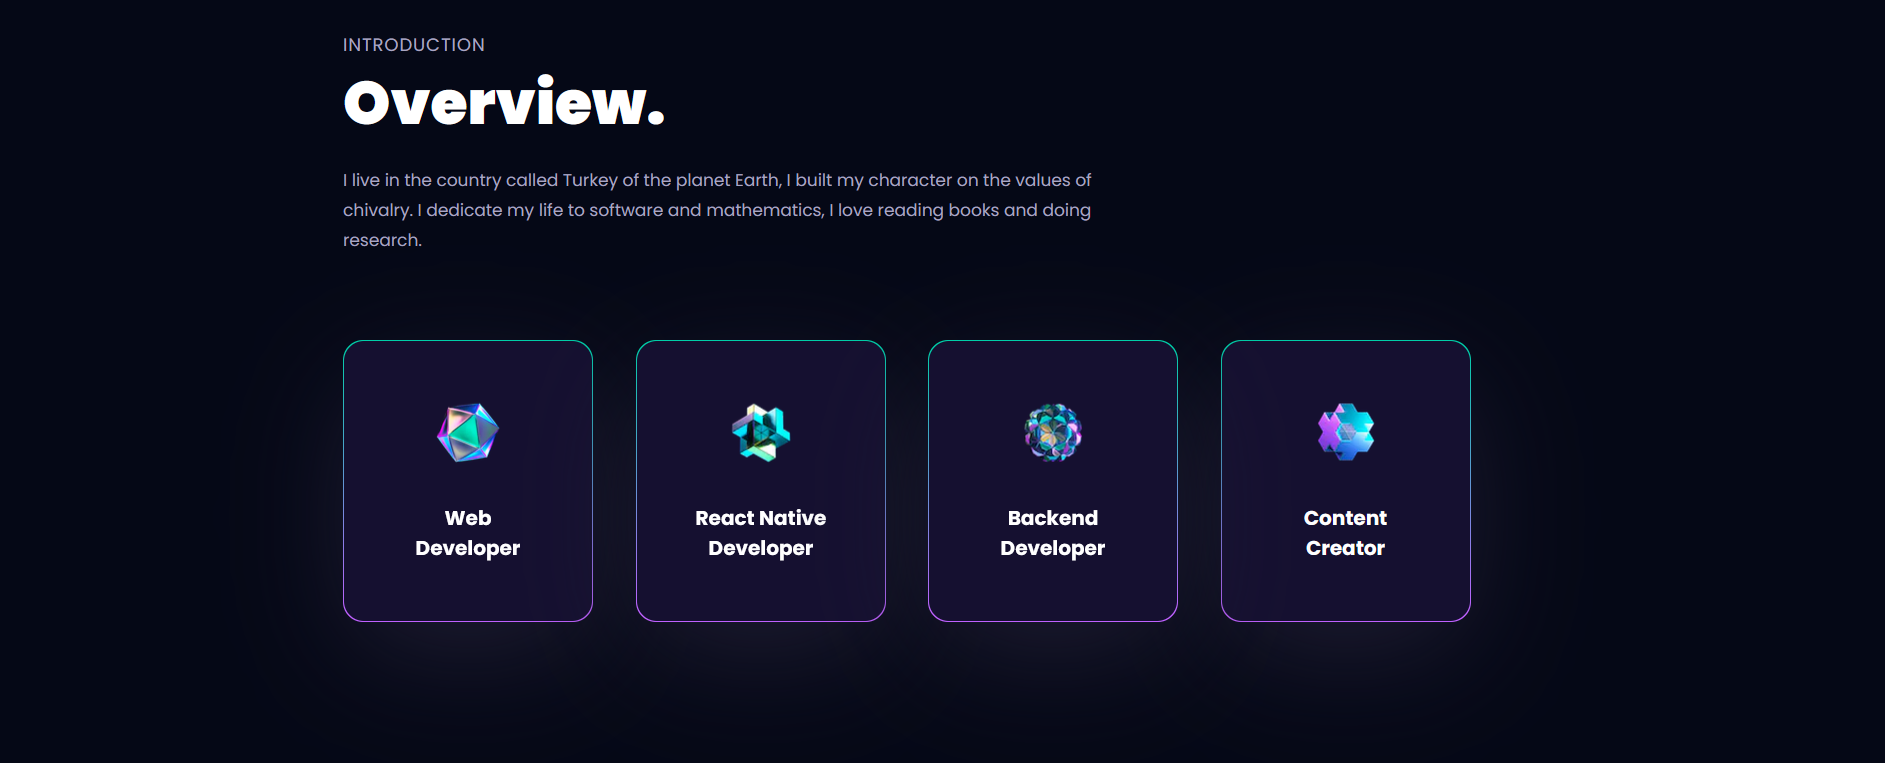 INTRODUCTION
Overview.
I live in the country called Turkey of the planet Earth, I built my character on the values of
chivalry. I dedicate my life to software and mathematics, I love reading books and doing
research.
Web
Developer
React Native
Developer
Backend
Developer
Content
Creator